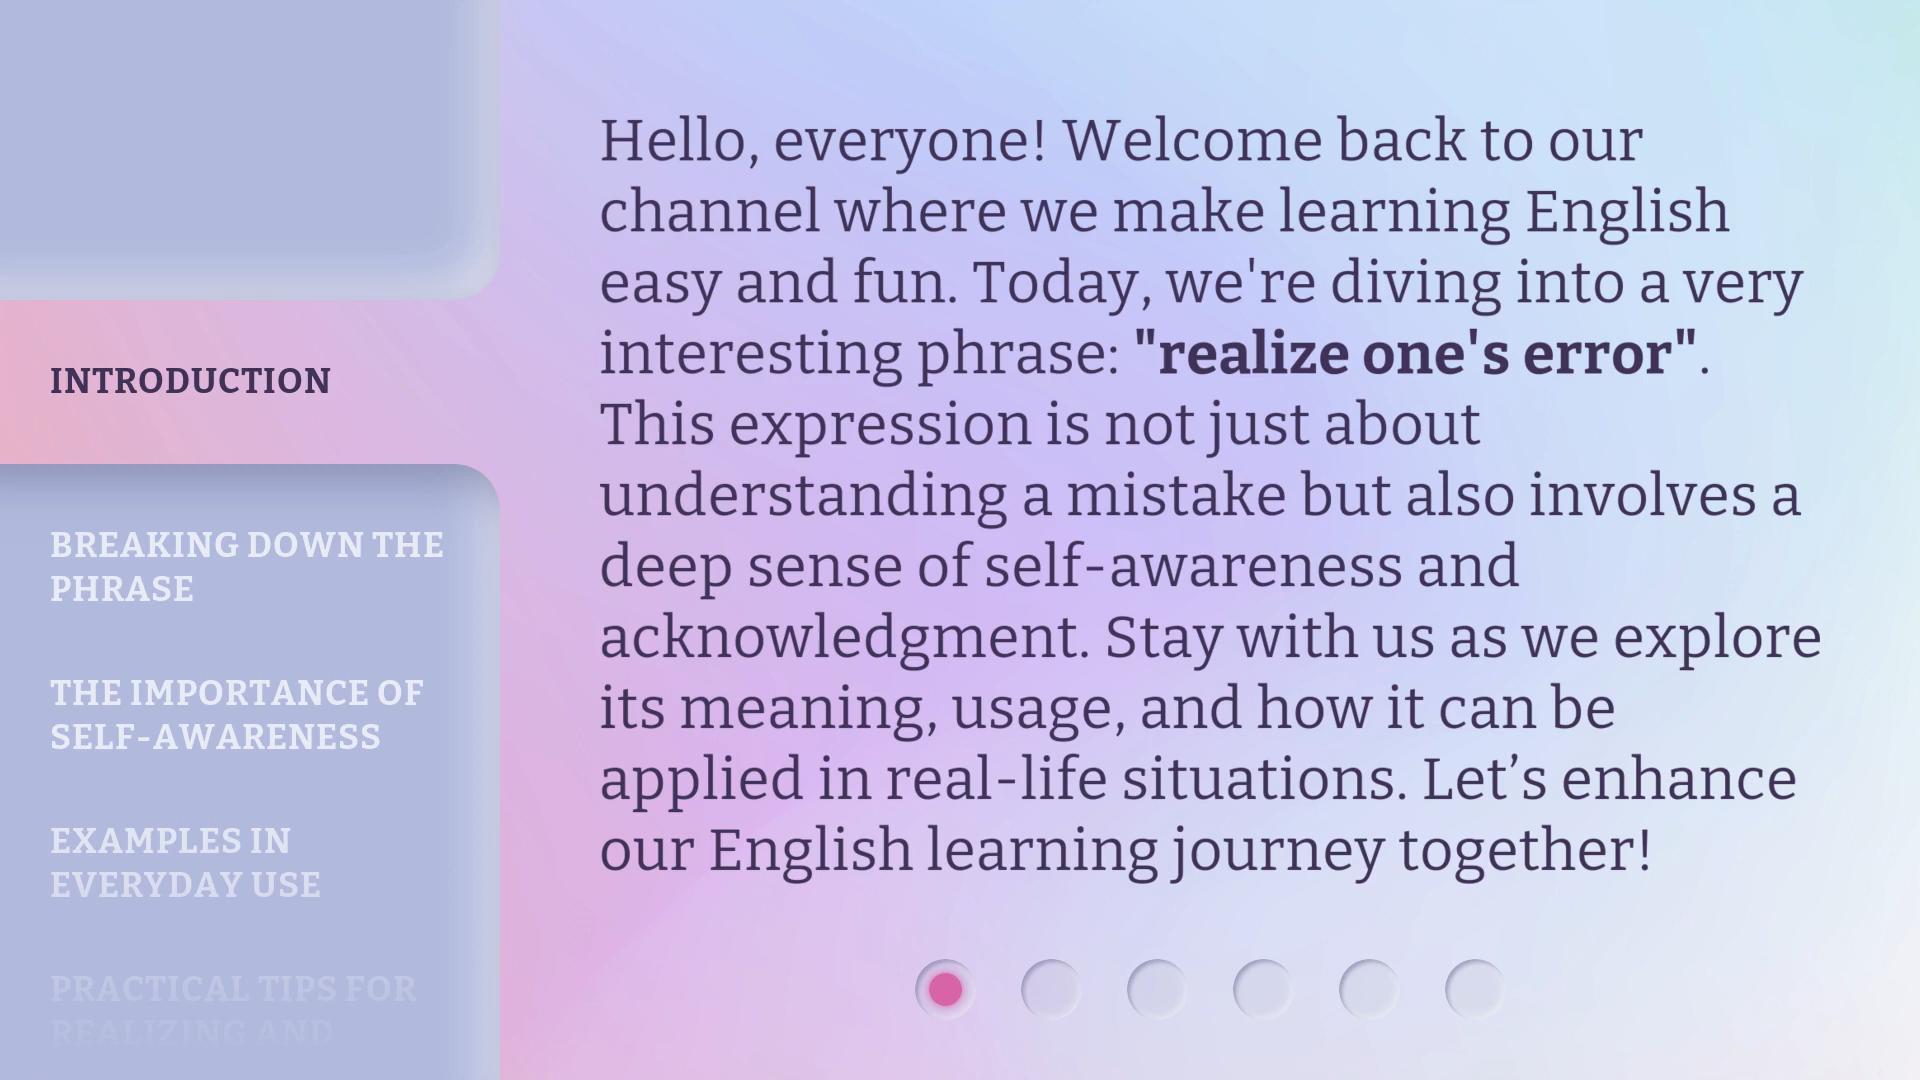 INTRODUCTION
BREAKING DOWN THE
PHRASE
THE IMPORTANCE OF
SELF-AWARENESS
EXAMPLES IN
EVERYDAY USE
PRACTICAL TIPS FOR
REALIZING AND
Hello, everyone! Welcome back to our
channel where we make learning English
easy and fun. Today, we're diving into a very
interesting phrase: "realize one's error".
This expression is not just about
understanding a mistake but also involves a
deep sense of self-awareness and
acknowledgment. Stay with us as we explore
its meaning, usage, and how it can be
applied in real-life situations. Let’s enhance
our English learning journey together!